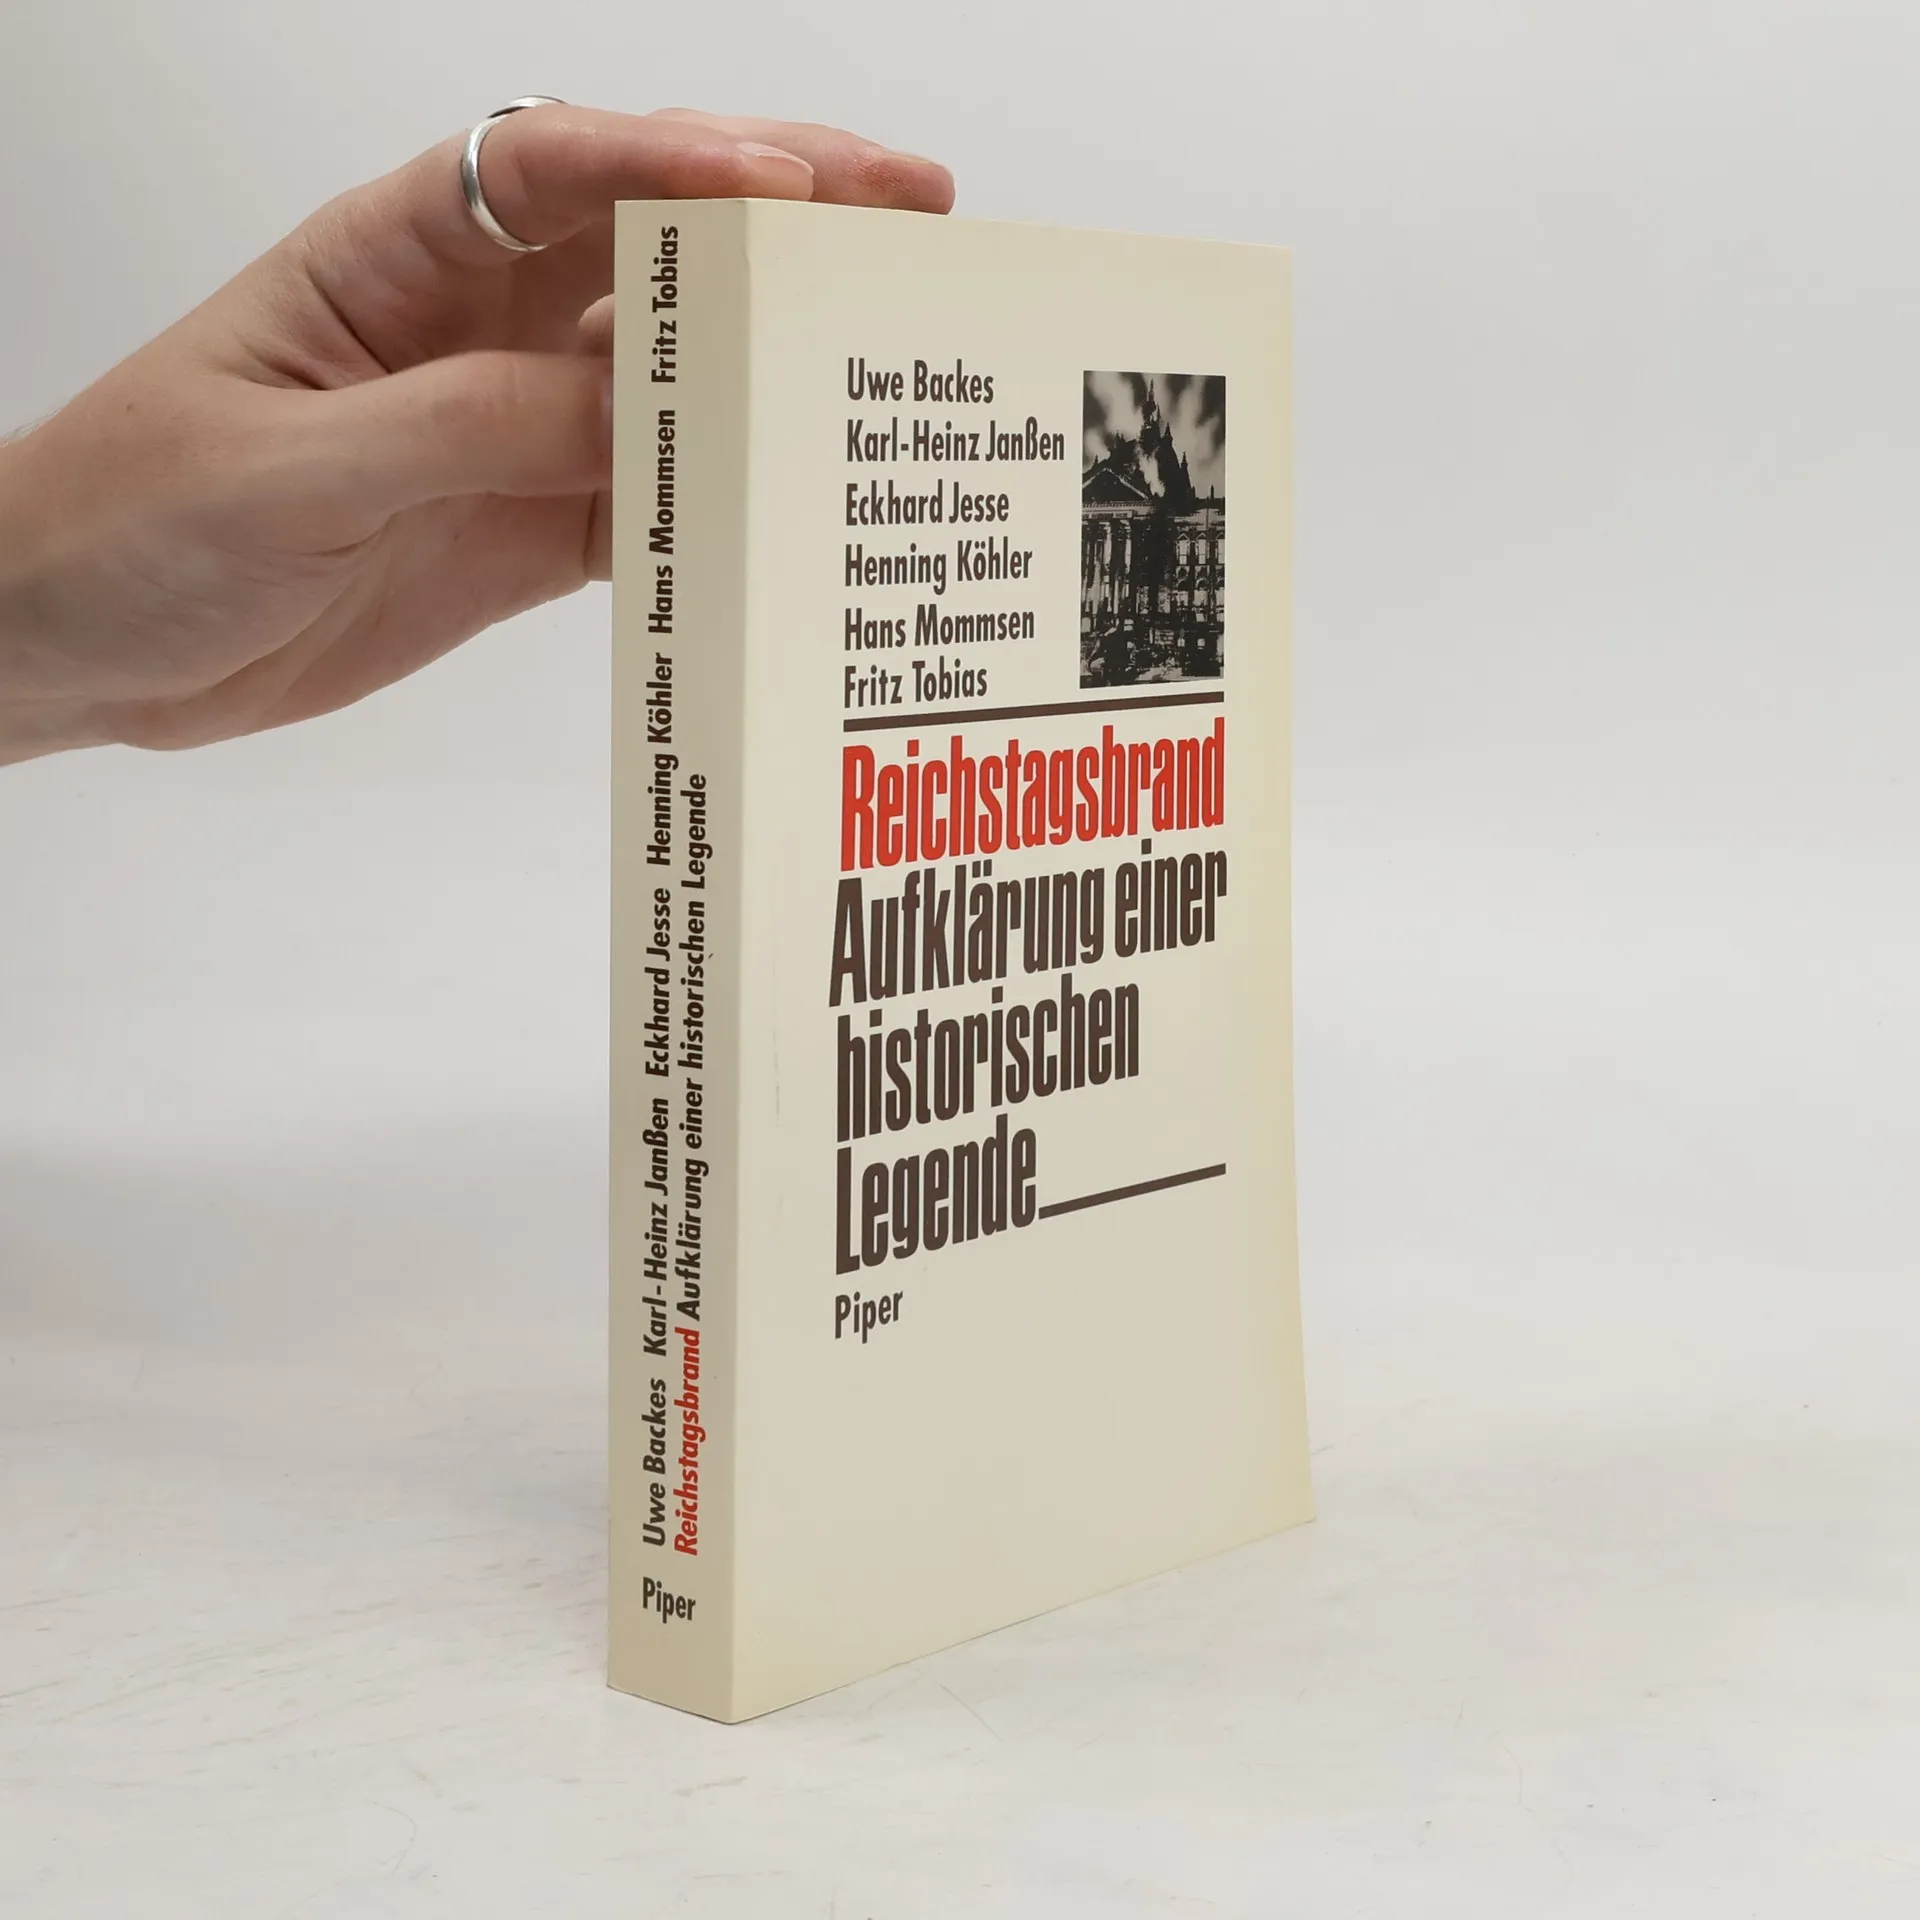 Uwe Backes Karl-Heinz Janßen Eckhard Jesse Henning Köhler Hans Mommsen Fritz Tobias
Reichstagsbrand Aufklärung einer historischen Legende
Piper
Uwe Backes
Karl-Heinz Janßen
Eckhard Jesse
Henning Köhler
Hans Mommsen
Fritz Tobias
Reichstagsbrand
Aufklärung einer
historischen
Legende
Piper